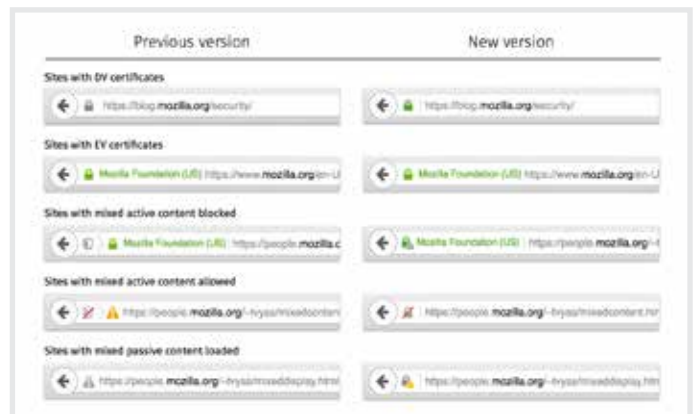 Previous version New version
Sites with DV certificates
https://blog.mozilla.org/security/ https://blog.mozilla.org/security/
Sites with EV certificates
Mozilla Foundation (US) https://www.mozilla.org/en-U Mozilla Foundation (US) https://www.mozilla.org/en-U
Sites with mixed active content blocked
Mozilla Foundation (US) https://people.mozilla.c Mozilla Foundation (US) https://people.mozilla.org/~t
Sites with mixed active content allowed
https://people.mozilla.org/~tvyas/mixedcontent https://people.mozilla.org/~tvyas/mixedcontent.htm
Sites with mixed passive content loaded
https://people.mozilla.org/~tvyas/mixeddisplay.html https://people.mozilla.org/~tvyas/mixeddisplay.htm